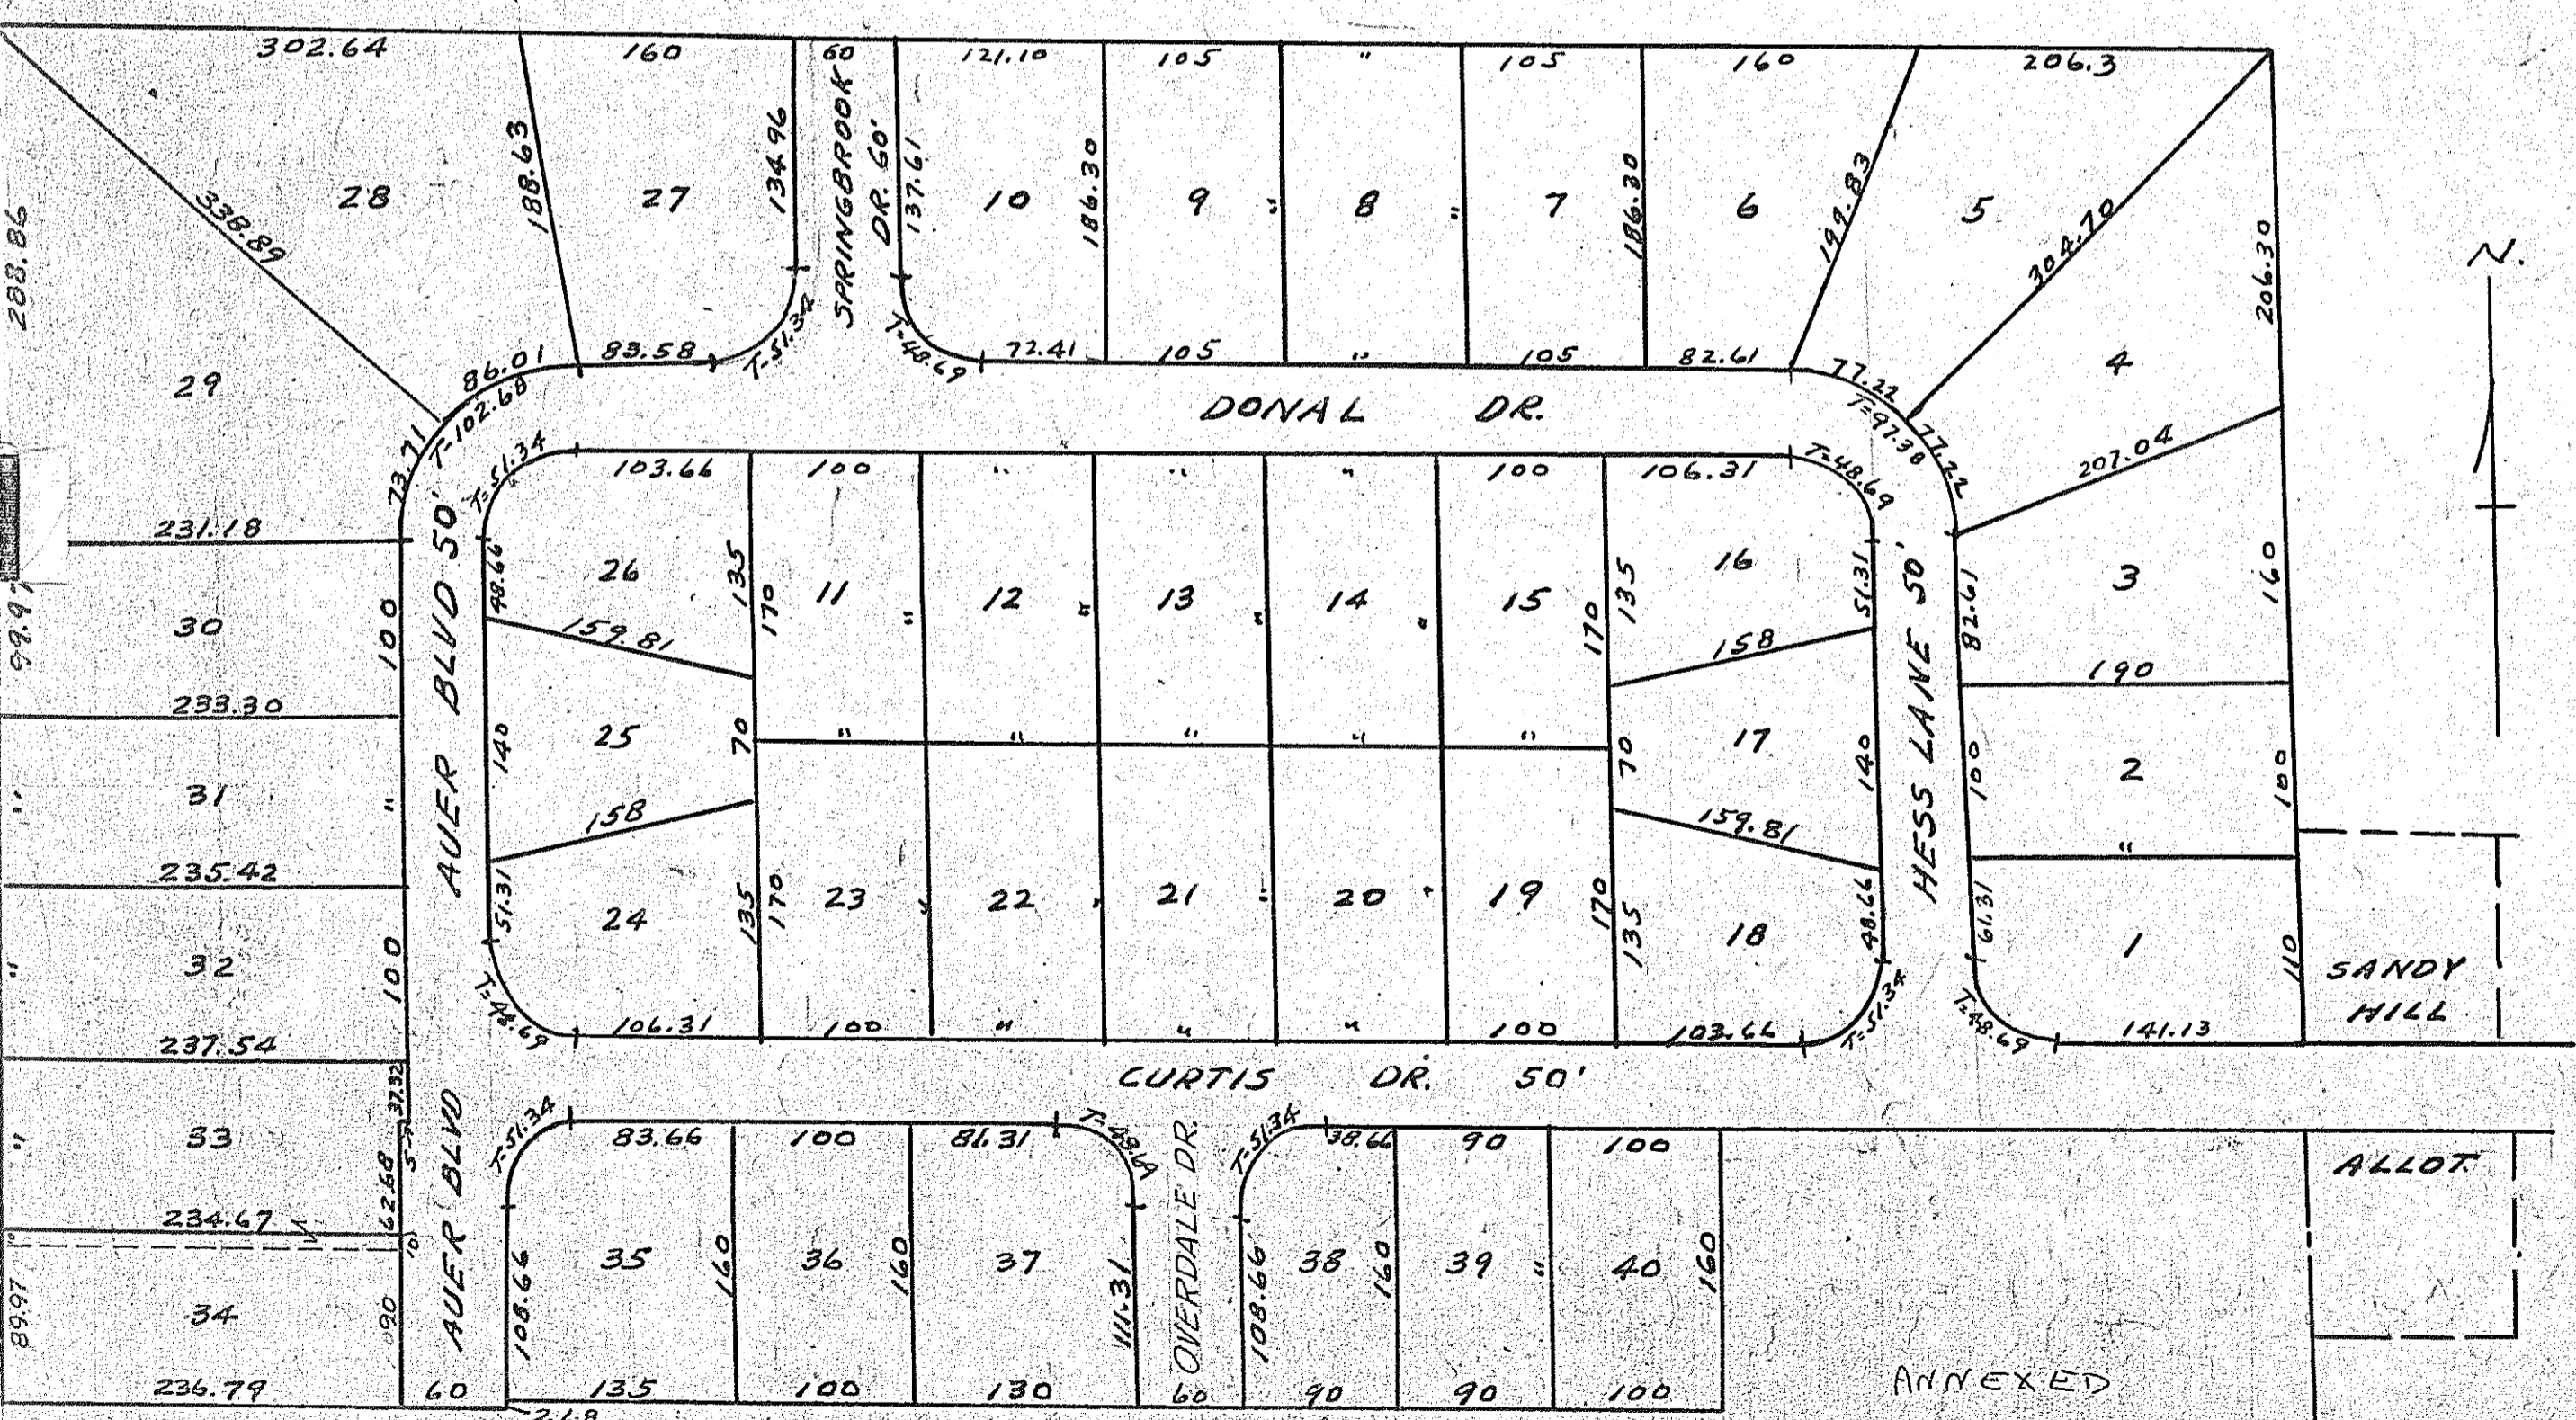 302.64 160 60 121.10 105 " 105 160 206.3
SPRINGBROOK
DR. 60'
288.86 338.89 28 188.63 27 134.96 137.61 10 186.30 9 " 8 " 7 186.30 6 199.83 5 304.70 206.30
N.
29 86.01 83.58 T-51.34 T-48.69 72.41 105 " 105 82.61 77.22 4
73.71 T-102.68 T=97.38 77.22 207.04
DONAL DR.
T=51.34 103.66 100 " " " 100 106.31 T=48.69
231.18
99.97 30 100 48.66 26 135 170 11 " 12 " 13 " 14 " 15 170 135 16 51.31 82.61 3 160
159.81 158 190
233.30
AUER BLVD 50'
HESS LANE 50'
" " " " "
" 31 " 140 25 70 70 17 140 100 2 100
158 159.81 "
235.42
" 32 100 51.31 24 135 170 23 " 22 " 21 " 20 " 19 170 135 18 48.66 61.31 1 110
SANDY
HILL
T=48.69 106.31 100 " " " 100 103.66 T=51.34 T=48.69 141.13
237.54
CURTIS DR. 50'
" 33 37.32 5 62.68 T=51.34 83.66 100 81.31 T=48.69 T=51.34 38.66 90 100
ALLOT.
234.67
AUER BLVD
OVERDALE DR.
10' 10'
89.97 34 90 108.66 35 160 36 160 37 111.31 108.66 38 160 39 " 40 160
ANNEXED
236.79 60 135 100 130 60 90 90 100